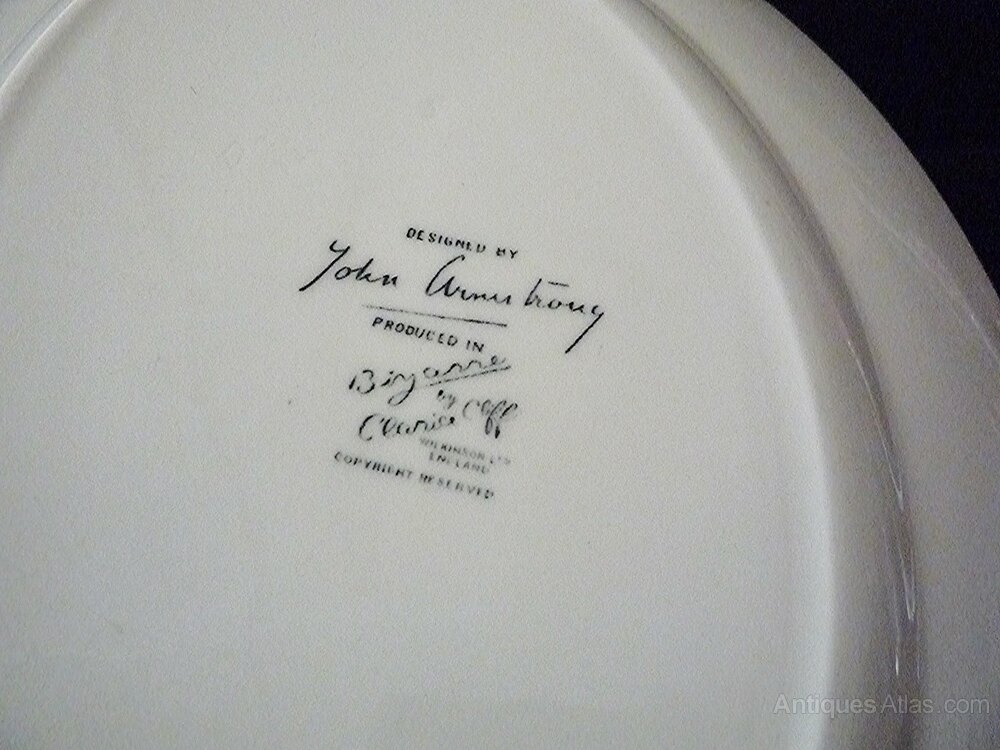 DESIGNED BY
John Armstrong
PRODUCED IN
Bizarre
by Cliff
Clarice
WILKINSON LTD
ENGLAND
COPYRIGHT RESERVED
AntiquesAtlas.com